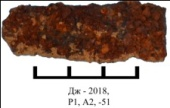 Дж - 2018,
Р1, А2, -51